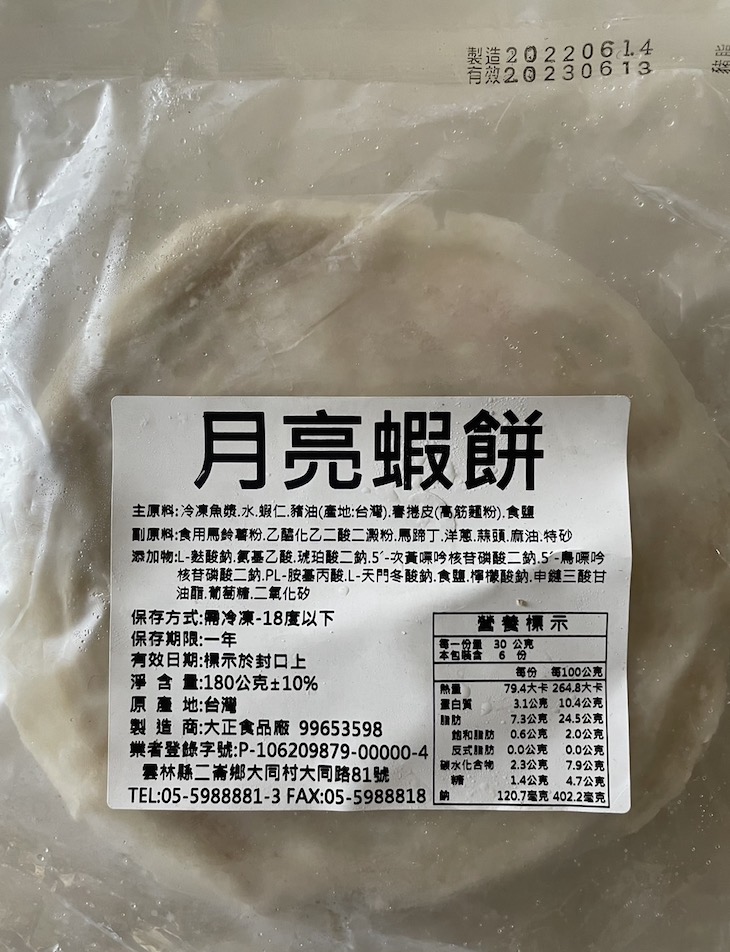 製造20220614
有效20230613
月亮蝦餅
主原料:冷凍魚漿.水.蝦仁.豬油(產地:台灣).春捲皮(高筋麵粉).食鹽
副原料:食用馬鈴薯粉.乙醯化己二酸二澱粉.馬蹄丁.洋蔥.蒜頭.麻油.特砂
添加物:L-麩酸鈉.氨基乙酸.琥珀酸二鈉.5´-次黃嘌呤核苷磷酸二鈉.5´-鳥嘌呤
核苷磷酸二鈉.PL-胺基丙酸.L-天門冬酸鈉.食鹽.檸檬酸鈉.中鏈三酸甘
油酯.葡萄糖.二氧化矽
保存方式:需冷凍-18度以下
保存期限:一年
有效日期:標示於封口上
淨含量:180公克±10%
原產地:台灣
製造商:大正食品廠 99653598
業者登錄字號:P-106209879-00000-4
雲林縣二崙鄉大同村大同路81號
TEL:05-5988881-3 FAX:05-5988818
營養標示
每一份量 30 公克
本包裝含 6 份
每份 每100公克
熱量 79.4大卡 264.8大卡
蛋白質 3.1公克 10.4公克
脂肪 7.3公克 24.5公克
飽和脂肪 0.6公克 2.0公克
反式脂肪 0.0公克 0.0公克
碳水化合物 2.3公克 7.9公克
糖 1.4公克 4.7公克
鈉 120.7毫克 402.2毫克